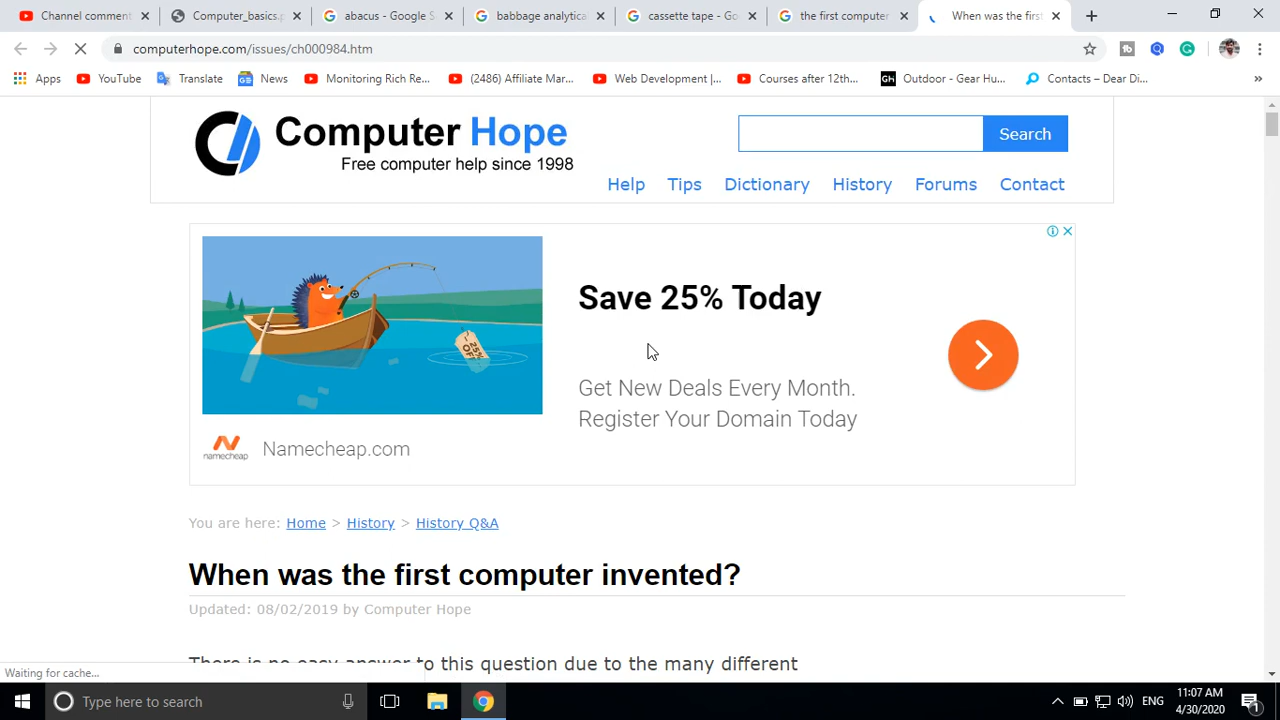 Channel comment
Computer_basics.p
abacus - Google S
babbage analytica
cassette tape - Go
the first computer
When was the first
computerhope.com/issues/ch000984.htm
Apps
YouTube
Translate
News
Monitoring Rich Re...
(2486) Affiliate Mar...
Web Development |...
Courses after 12th...
GH
Outdoor - Gear Hu...
Contacts – Dear Di...
»
Computer Hope
Free computer help since 1998
Search
Help Tips Dictionary History Forums Contact
Save 25% Today
25% OFF
Get New Deals Every Month.
Register Your Domain Today
namecheap
Namecheap.com
You are here: Home > History > History Q&A
When was the first computer invented?
Updated: 08/02/2019 by Computer Hope
There is no easy answer to this question due to the many different
Waiting for cache...
Type here to search
ENG
11:07 AM
4/30/2020
1